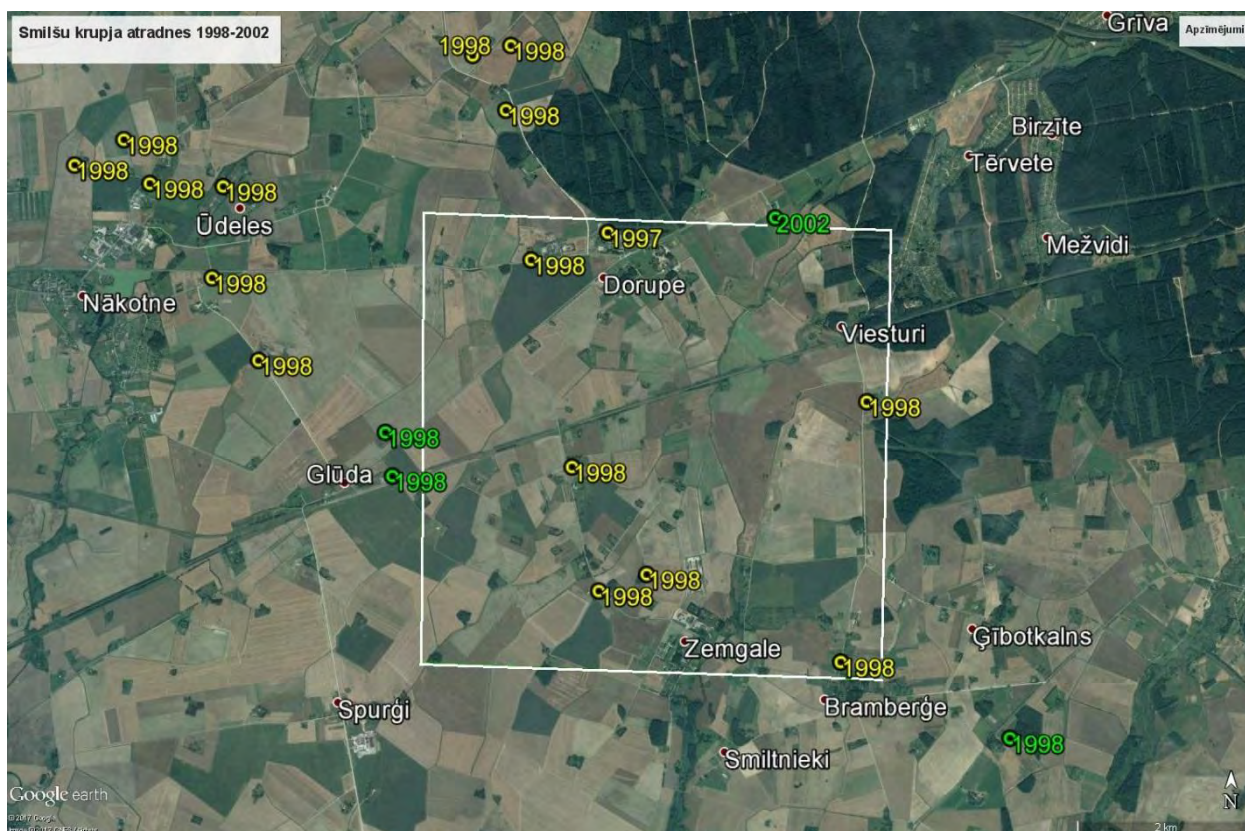 Smilšu krupja atradnes 1998-2002
Apzīmējumi
Grīva
1998
1998
1998
Birzīte
1998
Tērvete
1998
1998
1998
Ūdeles
2002
1997
Mežvidi
1998
1998
Dorupe
Nākotne
Viesturi
1998
1998
1998
Glūda
1998
1998
1998
1998
Ģībotkalns
Zemgale
1998
Spurģi
Bramberģe
1998
Smiltnieki
Google earth
N
© 2017 Google
2 km